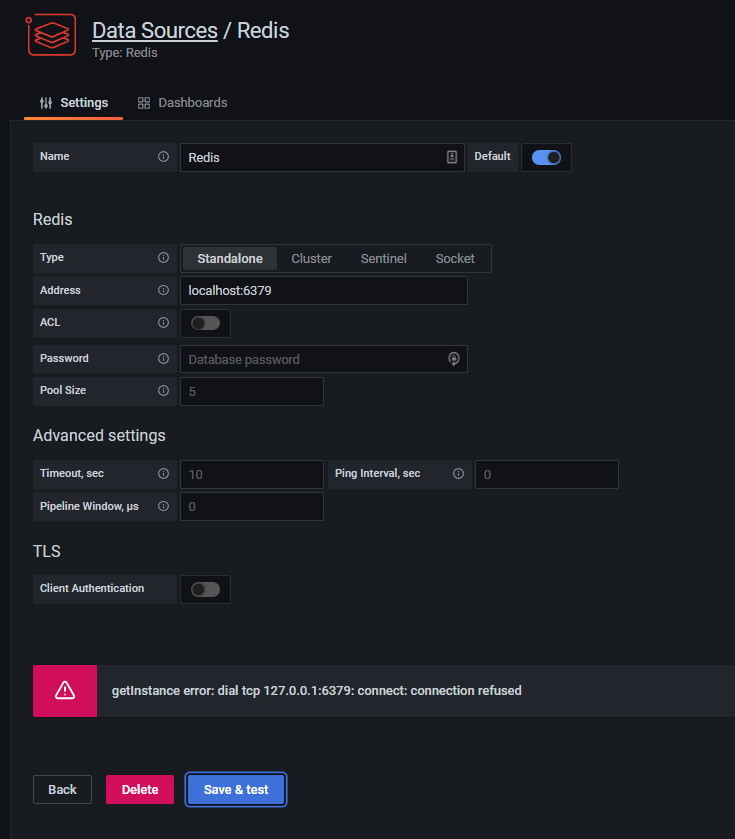 Data Sources / Redis
Type: Redis
Settings Dashboards
Name Redis Default
Redis
Type Standalone Cluster Sentinel Socket
Address localhost:6379
ACL
Password Database password
Pool Size 5
Advanced settings
Timeout, sec 10 Ping Interval, sec 0
Pipeline Window, μs 0
TLS
Client Authentication
getInstance error: dial tcp 127.0.0.1:6379: connect: connection refused
Back Delete Save & test